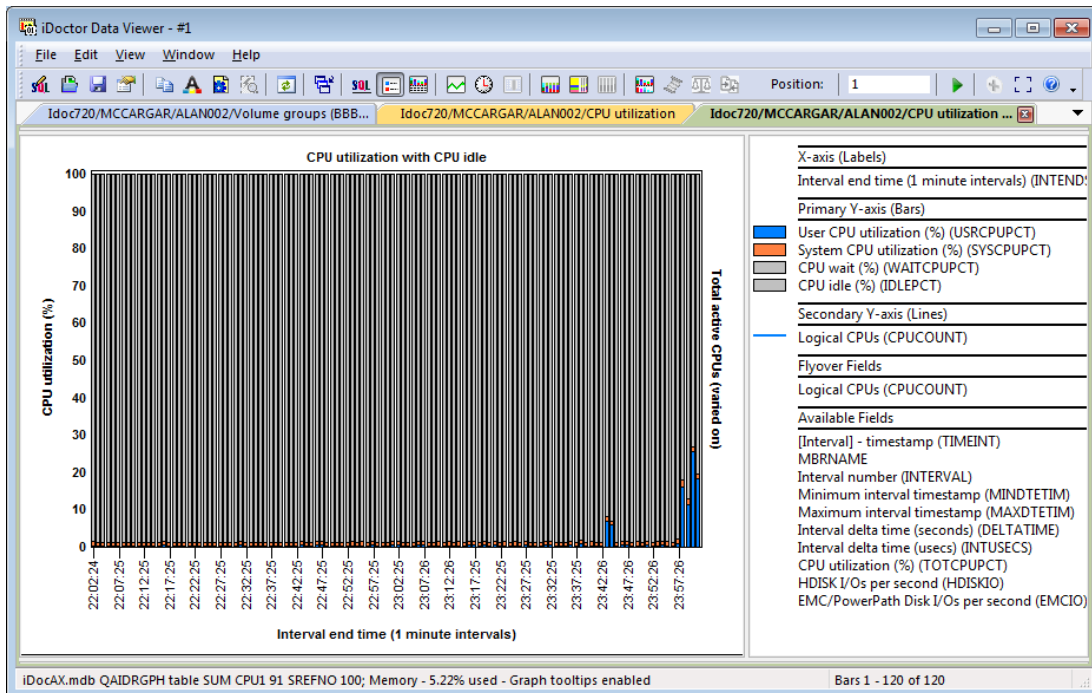 iDoctor Data Viewer - #1
File Edit View Window Help
SQL Position: 1
Idoc720/MCCARGAR/ALAN002/Volume groups (BBB... Idoc720/MCCARGAR/ALAN002/CPU utilization Idoc720/MCCARGAR/ALAN002/CPU utilization ...
CPU utilization with CPU idle
100
90
80
70
60
50
40
30
20
10
0
CPU utilization (%)
Total active CPUs (varied on)
22:02:24
22:07:25
22:12:25
22:17:25
22:22:25
22:27:25
22:32:25
22:37:25
22:42:25
22:47:25
22:52:25
22:57:25
23:02:25
23:07:26
23:12:26
23:17:25
23:22:25
23:27:25
23:32:25
23:37:25
23:42:26
23:47:26
23:52:26
23:57:26
Interval end time (1 minute intervals)
X-axis (Labels)
Interval end time (1 minute intervals) (INTENDS
Primary Y-axis (Bars)
User CPU utilization (%) (USRCPUPCT)
System CPU utilization (%) (SYSCPUPCT)
CPU wait (%) (WAITCPUPCT)
CPU idle (%) (IDLEPCT)
Secondary Y-axis (Lines)
Logical CPUs (CPUCOUNT)
Flyover Fields
Logical CPUs (CPUCOUNT)
Available Fields
[Interval] - timestamp (TIMEINT)
MBRNAME
Interval number (INTERVAL)
Minimum interval timestamp (MINDTETIM)
Maximum interval timestamp (MAXDTETIM)
Interval delta time (seconds) (DELTATIME)
Interval delta time (usecs) (INTUSECS)
CPU utilization (%) (TOTCPUPCT)
HDISK I/Os per second (HDISKIO)
EMC/PowerPath Disk I/Os per second (EMCIO)
iDocAX.mdb QAIDRGPH table SUM CPU1 91 SREFNO 100; Memory - 5.22% used - Graph tooltips enabled Bars 1 - 120 of 120